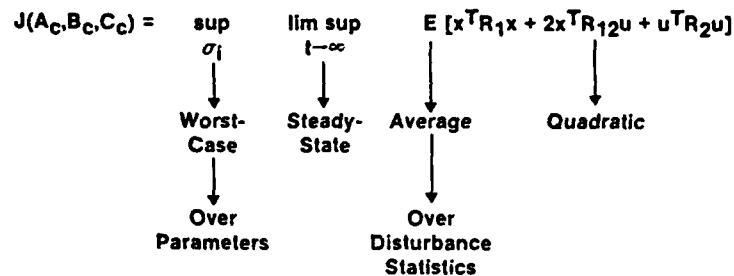 J(A_C,B_C,C_C) = sup lim sup E [x^T R_1 x + 2x^T R_12 u + u^T R_2 u]
σ_i t→∞
Worst- Steady- Average Quadratic
Case State
Over Over
Parameters Disturbance
Statistics